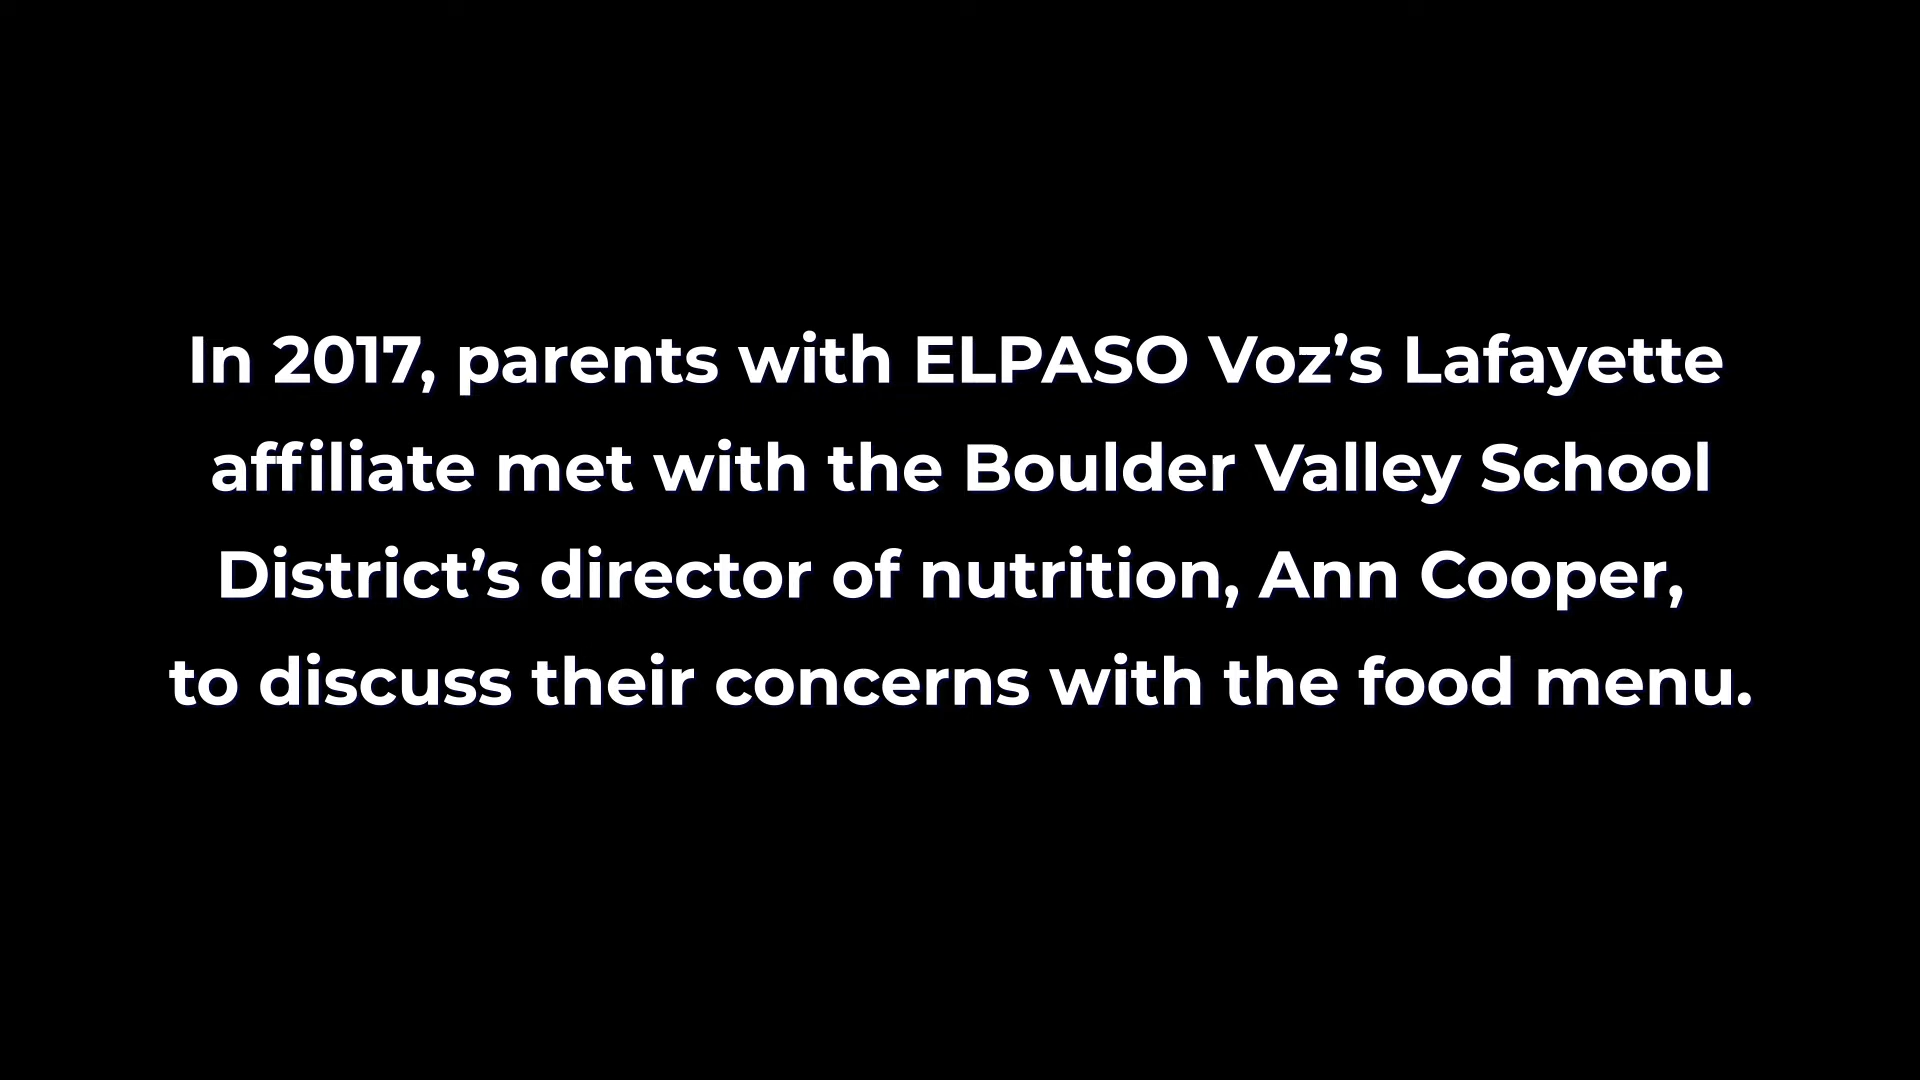 In 2017, parents with ELPASO Voz’s Lafayette
affiliate met with the Boulder Valley School
District’s director of nutrition, Ann Cooper,
to discuss their concerns with the food menu.